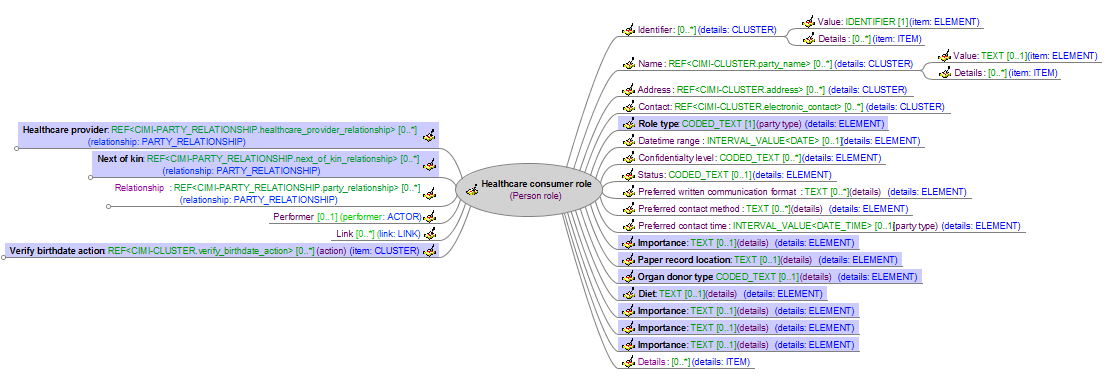 Identifier: [0..*] (details: CLUSTER)
Value: IDENTIFIER [1](item: ELEMENT)
Details : [0..*] (item: ITEM)
Name : REF<CIMI-CLUSTER.party_name> [0..*] (details: CLUSTER)
Value: TEXT [0..1](item: ELEMENT)
Details : [0..*] (item: ITEM)
Address : REF<CIMI-CLUSTER.address> [0..*] (details: CLUSTER)
Contact: REF<CIMI-CLUSTER.electronic_contact> [0..*] (details: CLUSTER)
Role type: CODED_TEXT [1](party type) (details: ELEMENT)
Datetime range : INTERVAL_VALUE<DATE> [0..1](details: ELEMENT)
Confidentialty level : CODED_TEXT [0..*](details: ELEMENT)
Status: CODED_TEXT [0..1](details: ELEMENT)
Preferred written communication format : TEXT [0..*](details) (details: ELEMENT)
Preferred contact method : TEXT [0..*](details) (details: ELEMENT)
Preferred contact time : INTERVAL_VALUE<DATE_TIME> [0..1(party type) (details: ELEMENT)
Importance: TEXT [0..1](details) (details: ELEMENT)
Paper record location: TEXT [0..1](details) (details: ELEMENT)
Organ donor type: CODED_TEXT [0..1](details) (details: ELEMENT)
Diet: TEXT [0..1](details) (details: ELEMENT)
Importance: TEXT [0..1](details) (details: ELEMENT)
Importance: TEXT [0..1](details) (details: ELEMENT)
Importance: TEXT [0..1](details) (details: ELEMENT)
Details : [0..*] (details: ITEM)
Healthcare consumer role
(Person role)
Healthcare provider: REF<CIMI-PARTY_RELATIONSHIP.healthcare_provider_relationship> [0..*]
(relationship: PARTY_RELATIONSHIP)
Next of kin: REF<CIMI-PARTY_RELATIONSHIP.next_of_kin_relationship> [0..*]
(relationship: PARTY_RELATIONSHIP)
Relationship : REF<CIMI-PARTY_RELATIONSHIP.party_relationship> [0..*]
(relationship: PARTY_RELATIONSHIP)
Performer [0..1] (performer: ACTOR)
Link [0..*] (link: LINK)
Verify birthdate action: REF<CIMI-CLUSTER.verify_birthdate_action> [0..*] (action) (item: CLUSTER)